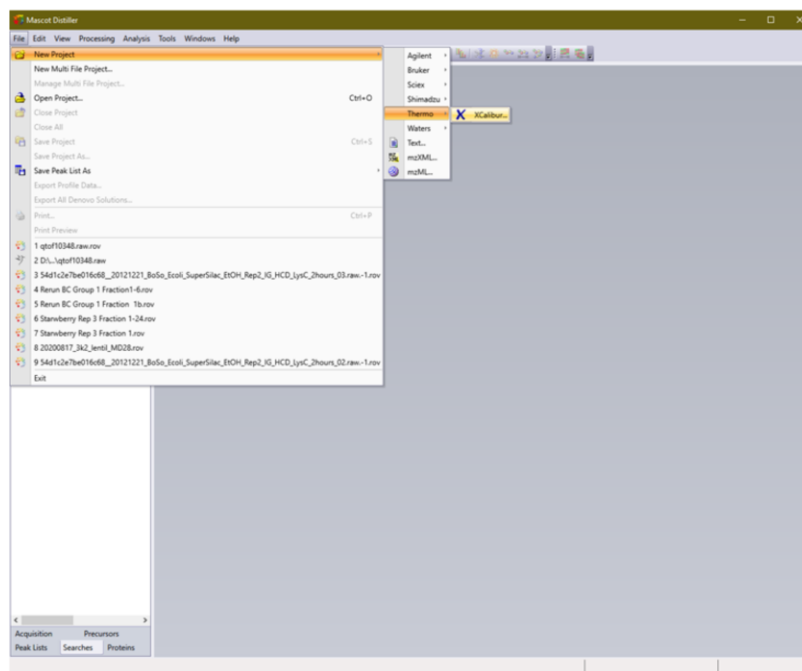 Mascot Distiller
File Edit View Processing Analysis Tools Windows Help
New Project
New Multi File Project...
Manage Multi File Project...
Open Project... Ctrl+O
Close Project
Close All
Save Project Ctrl+S
Save Project As...
Save Peak List As
Export Profile Data...
Export All Denovo Solutions...
Print... Ctrl+P
Print Preview
1 qtof10348.raw.rov
2 D:\...\qtof10348.raw
3 54d1c2e7be016c68__20121221_BoSo_Ecoli_SuperSilac_EtOH_Rep2_IG_HCD_LysC_2hours_03.raw.-1.rov
4 Rerun BC Group 1 Fraction1-6.rov
5 Rerun BC Group 1 Fraction 1b.rov
6 Starwberry Rep 3 Fraction 1-24.rov
7 Starwberry Rep 3 Fraction 1.rov
8 20200817_3k2_lentil_MD28.rov
9 54d1c2e7be016c68__20121221_BoSo_Ecoli_SuperSilac_EtOH_Rep2_IG_HCD_LysC_2hours_02.raw.-1.rov
Exit
Agilent
Bruker
Sciex
Shimadzu
Thermo
Waters
Text...
mzXML...
mzML...
XCalibur...
Acquisition Precursors
Peak Lists Searches Proteins